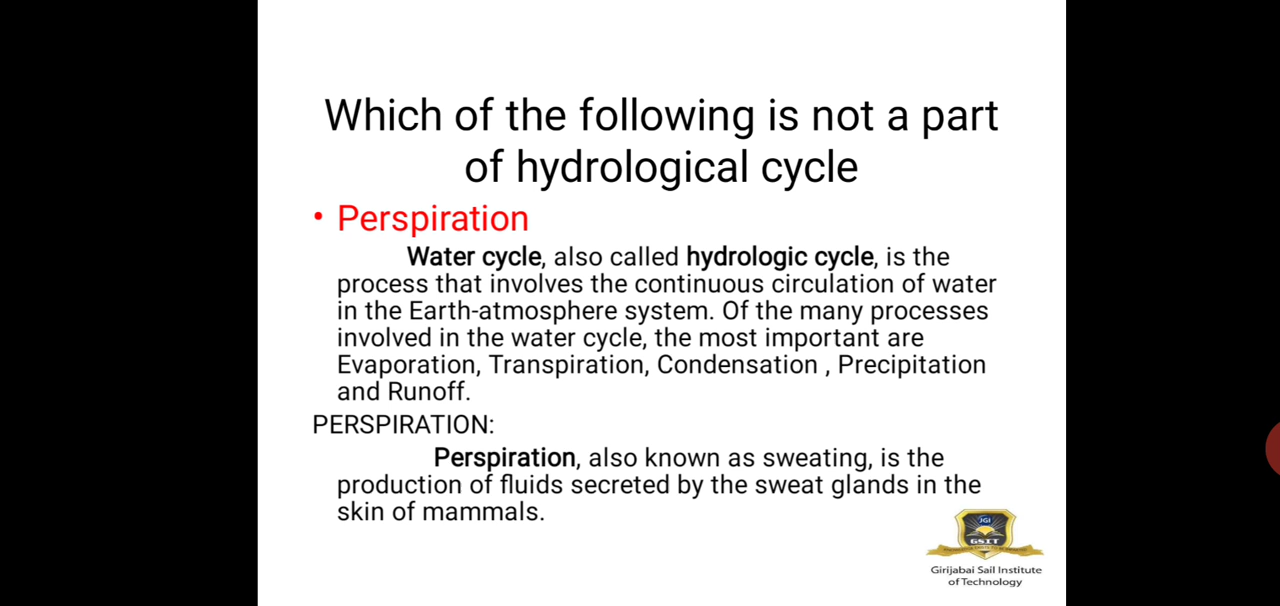 Which of the following is not a part
of hydrological cycle
• Perspiration
Water cycle, also called hydrologic cycle, is the
process that involves the continuous circulation of water
in the Earth-atmosphere system. Of the many processes
involved in the water cycle, the most important are
Evaporation, Transpiration, Condensation , Precipitation
and Runoff.
PERSPIRATION:
Perspiration, also known as sweating, is the
production of fluids secreted by the sweat glands in the
skin of mammals.
JGI
GSIT
Girijabai Sail Institute
of Technology